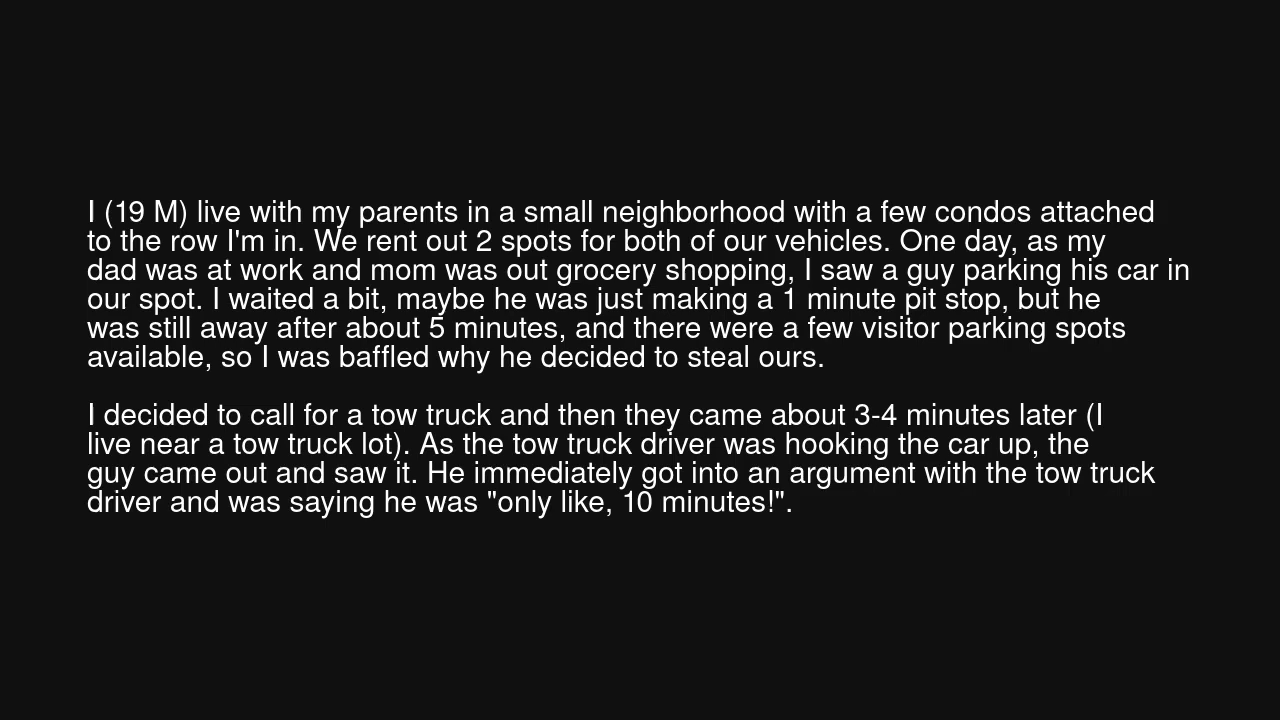 I (19 M) live with my parents in a small neighborhood with a few condos attached
to the row I'm in. We rent out 2 spots for both of our vehicles. One day, as my
dad was at work and mom was out grocery shopping, I saw a guy parking his car in
our spot. I waited a bit, maybe he was just making a 1 minute pit stop, but he
was still away after about 5 minutes, and there were a few visitor parking spots
available, so I was baffled why he decided to steal ours.

I decided to call for a tow truck and then they came about 3-4 minutes later (I
live near a tow truck lot). As the tow truck driver was hooking the car up, the
guy came out and saw it. He immediately got into an argument with the tow truck
driver and was saying he was "only like, 10 minutes!".